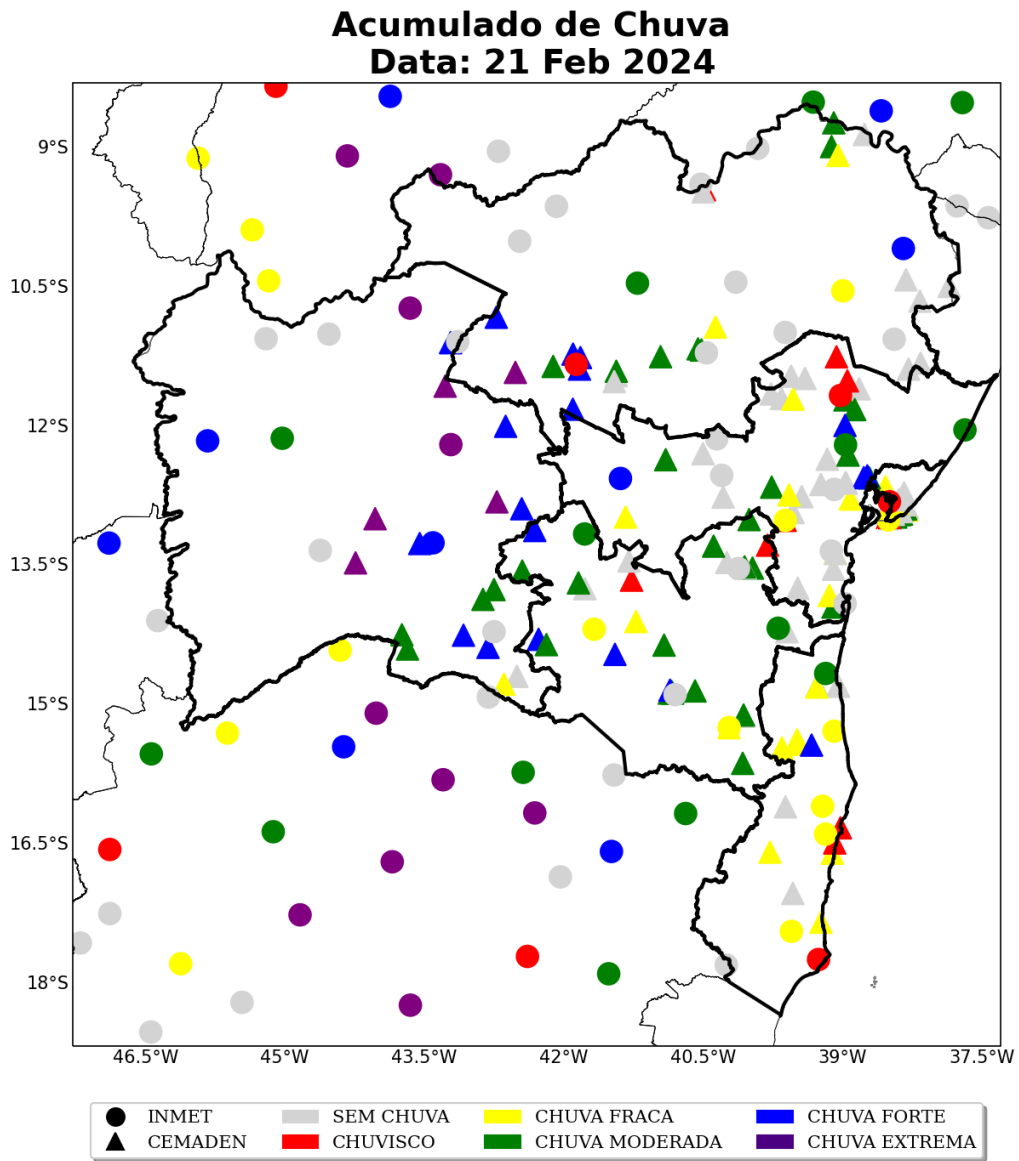 Acumulado de Chuva
Data: 21 Feb 2024
9°S
10.5°S
12°S
13.5°S
15°S
16.5°S
18°S
46.5°W 45°W 43.5°W 42°W 40.5°W 39°W 37.5°W
INMET SEM CHUVA CHUVA FRACA CHUVA FORTE
CEMADEN CHUVISCO CHUVA MODERADA CHUVA EXTREMA